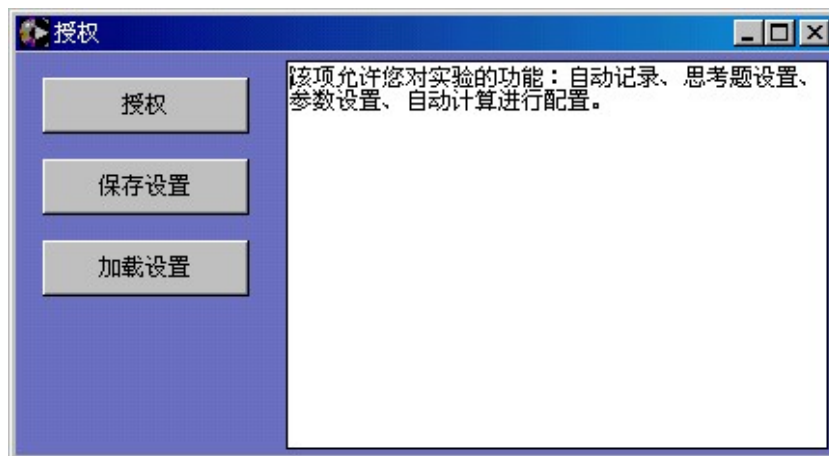 授权
授权
该项允许您对实验的功能：自动记录、思考题设置、
参数设置、自动计算进行配置。
保存设置
加载设置